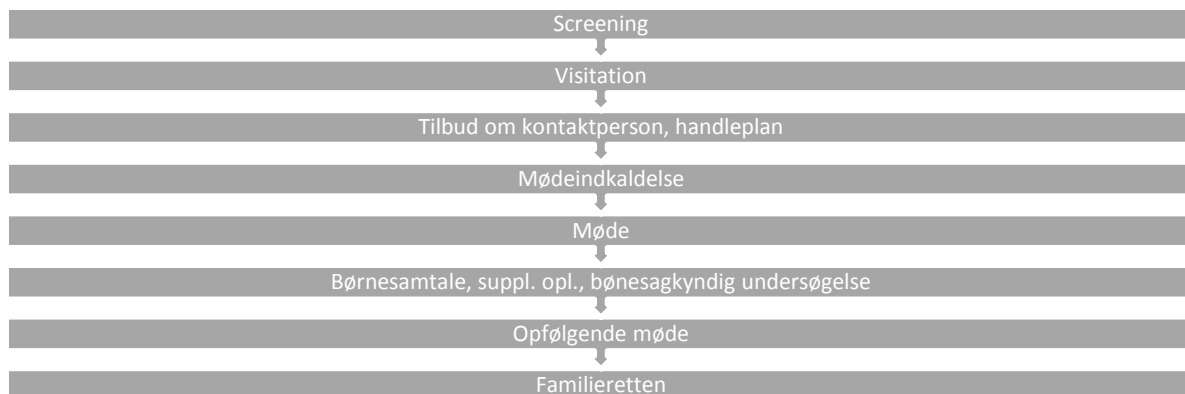 Screening
Visitation
Tilbud om kontaktperson, handleplan
Mødeindkaldelse
Møde
Børnesamtale, suppl. opl., bønesagkyndig undersøgelse
Opfølgende møde
Familieretten